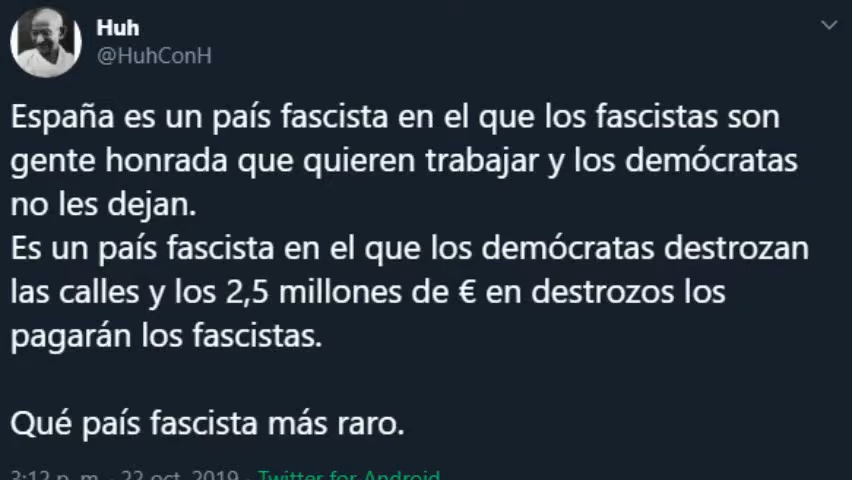 Huh
@HuhConH
España es un país fascista en el que los fascistas son
gente honrada que quieren trabajar y los demócratas
no les dejan.
Es un país fascista en el que los demócratas destrozan
las calles y los 2,5 millones de € en destrozos los
pagarán los fascistas.
Qué país fascista más raro.
3:12 p. m. · 22 oct. 2019 · Twitter for Android